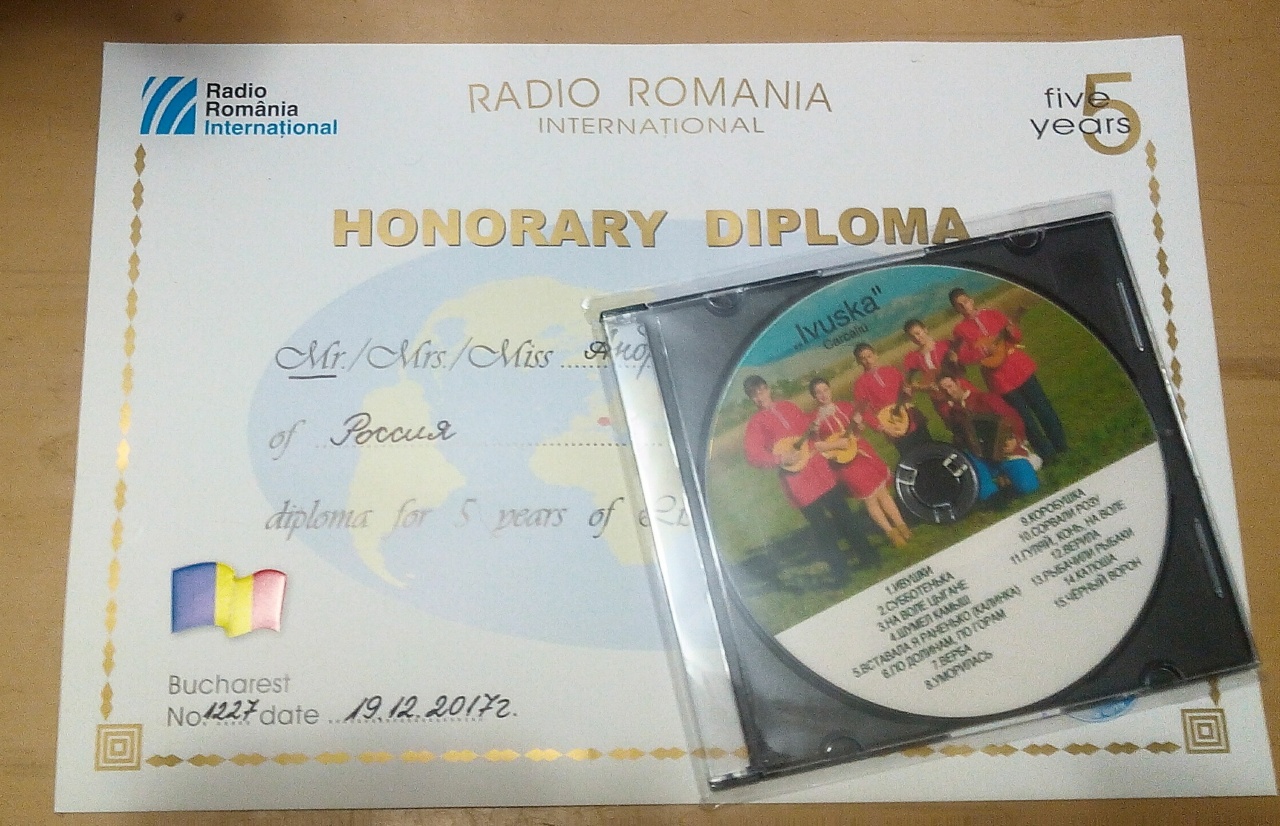 Radio
România
Internațional
RADIO ROMANIA
INTERNAȚIONAL
five 5
years
HONORARY DIPLOMA
Mr./Mrs./Miss
of Россия
diploma for 5 years of
Bucharest
No 1227 date 19.12.2017г.
„Ivuska"
Carcaliu
1.ИВУШКИ
2.СУББОТЕНЬКА
3.НА ВОЛЕ ЦЫГАНЕ
4.ШУМЕЛ КАМЫШ
5.ВСТАВАЛА Я РАНЕНЬКО (КАЛИНКА)
6.ПО ДОЛИНАМ, ПО ГОРАМ
7.ВЕРБА
8.УМОРИЛАСЬ
9.КОРОБУШКА
10.СОРВАЛИ РОЗУ
11.ГУЛЯЙ, КОНЬ, НА ВОЛЕ
12.ВЕРИЛА
13.РЫБАЧИЛИ РЫБАКИ
14.КАТЮША
15.ЧЁРНЫЙ ВОРОН